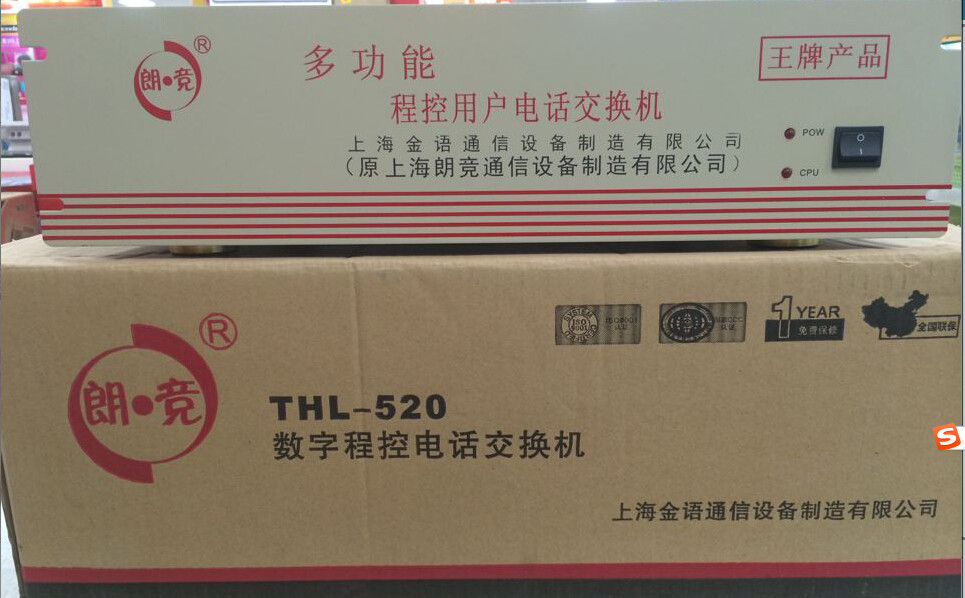 朗•竞®
多功能
王牌产品
程控用户电话交换机
上海金语通信设备制造有限公司
（原上海朗竞通信设备制造有限公司）
POW
CPU
朗•竞®
ISO9001
认证
1 YEAR
免费保修
全国联保
THL-520
数字程控电话交换机
上海金语通信设备制造有限公司